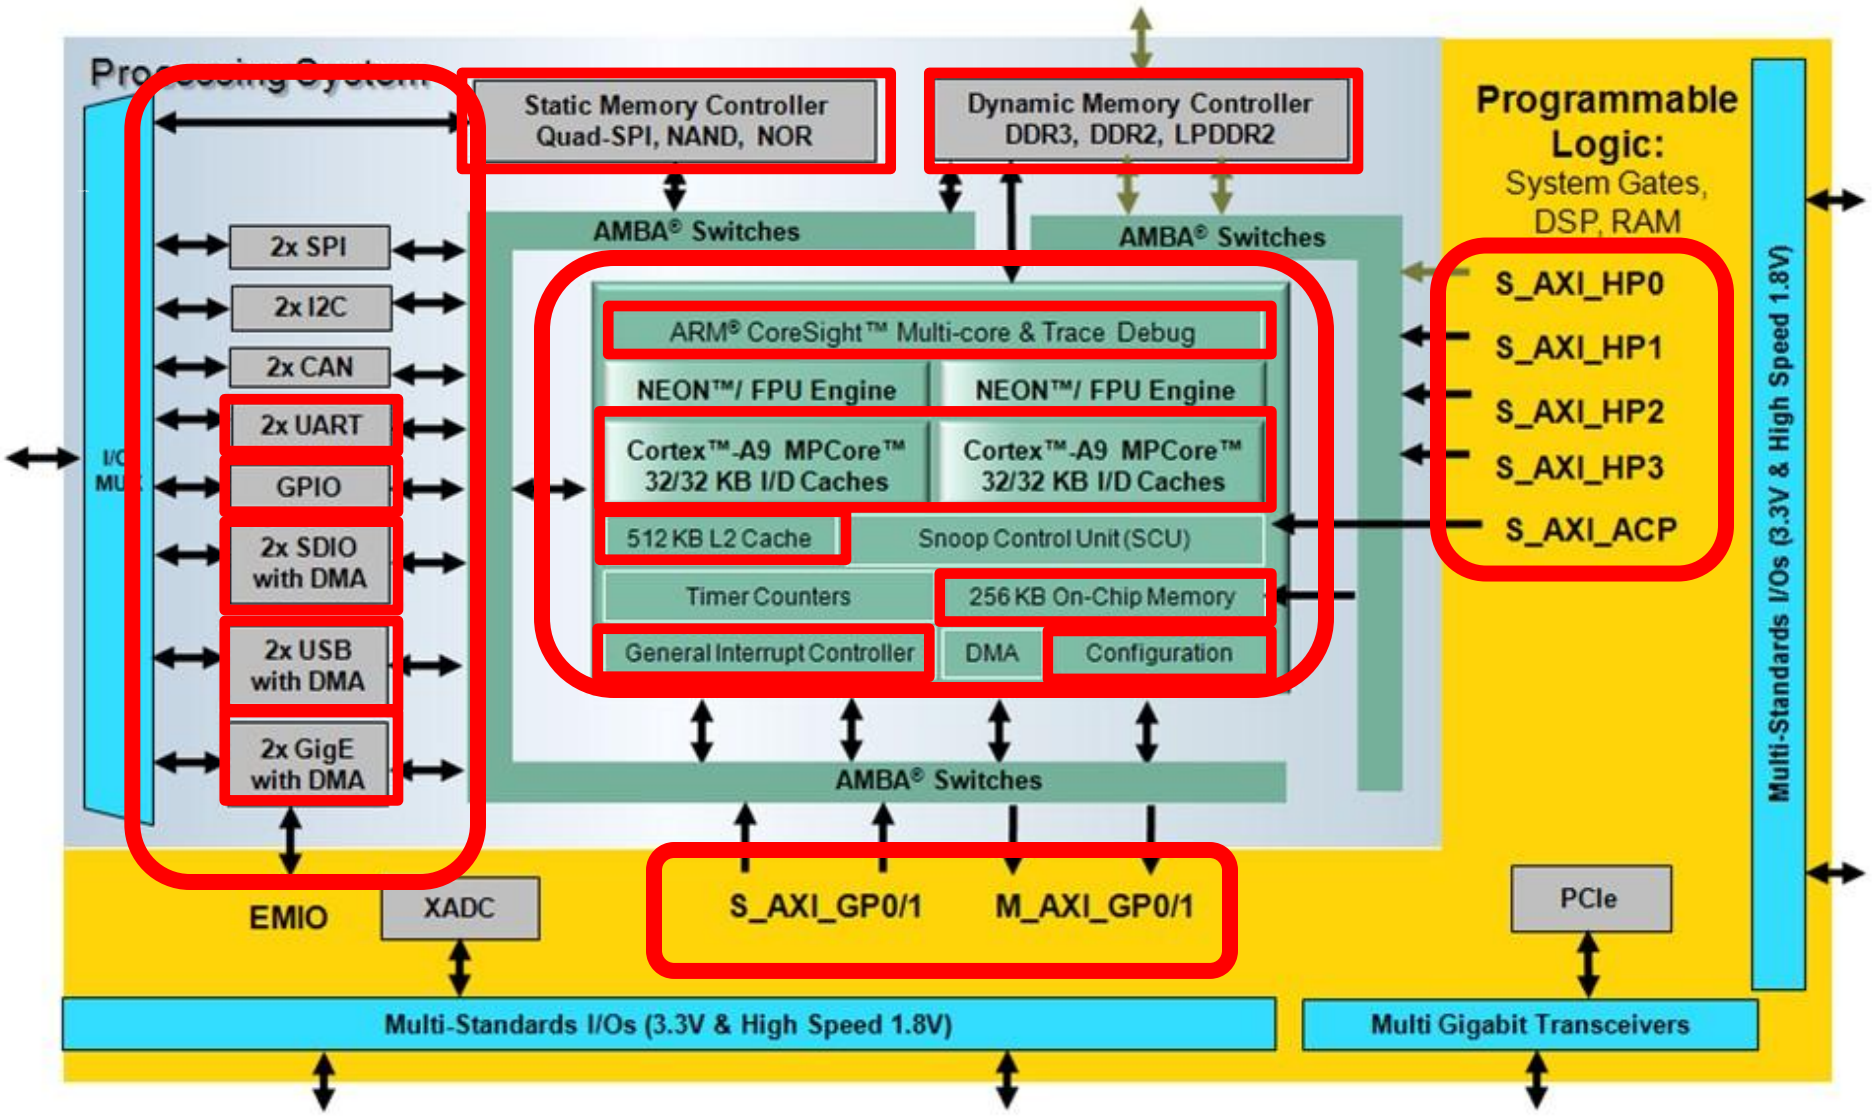 Processing System
Static Memory Controller
Quad-SPI, NAND, NOR
Dynamic Memory Controller
DDR3, DDR2, LPDDR2
Programmable
Logic:
System Gates,
DSP, RAM
AMBA® Switches
AMBA® Switches
I/O
MUX
2x SPI
2x I2C
2x CAN
2x UART
GPIO
2x SDIO
with DMA
2x USB
with DMA
2x GigE
with DMA
ARM® CoreSight™ Multi-core & Trace Debug
NEON™/ FPU Engine
NEON™/ FPU Engine
Cortex™-A9 MPCore™
32/32 KB I/D Caches
Cortex™-A9 MPCore™
32/32 KB I/D Caches
512 KB L2 Cache
Snoop Control Unit (SCU)
Timer Counters
256 KB On-Chip Memory
General Interrupt Controller
DMA
Configuration
AMBA® Switches
S_AXI_HP0
S_AXI_HP1
S_AXI_HP2
S_AXI_HP3
S_AXI_ACP
Multi-Standards I/Os (3.3V & High Speed 1.8V)
EMIO
XADC
S_AXI_GP0/1
M_AXI_GP0/1
PCIe
Multi-Standards I/Os (3.3V & High Speed 1.8V)
Multi Gigabit Transceivers